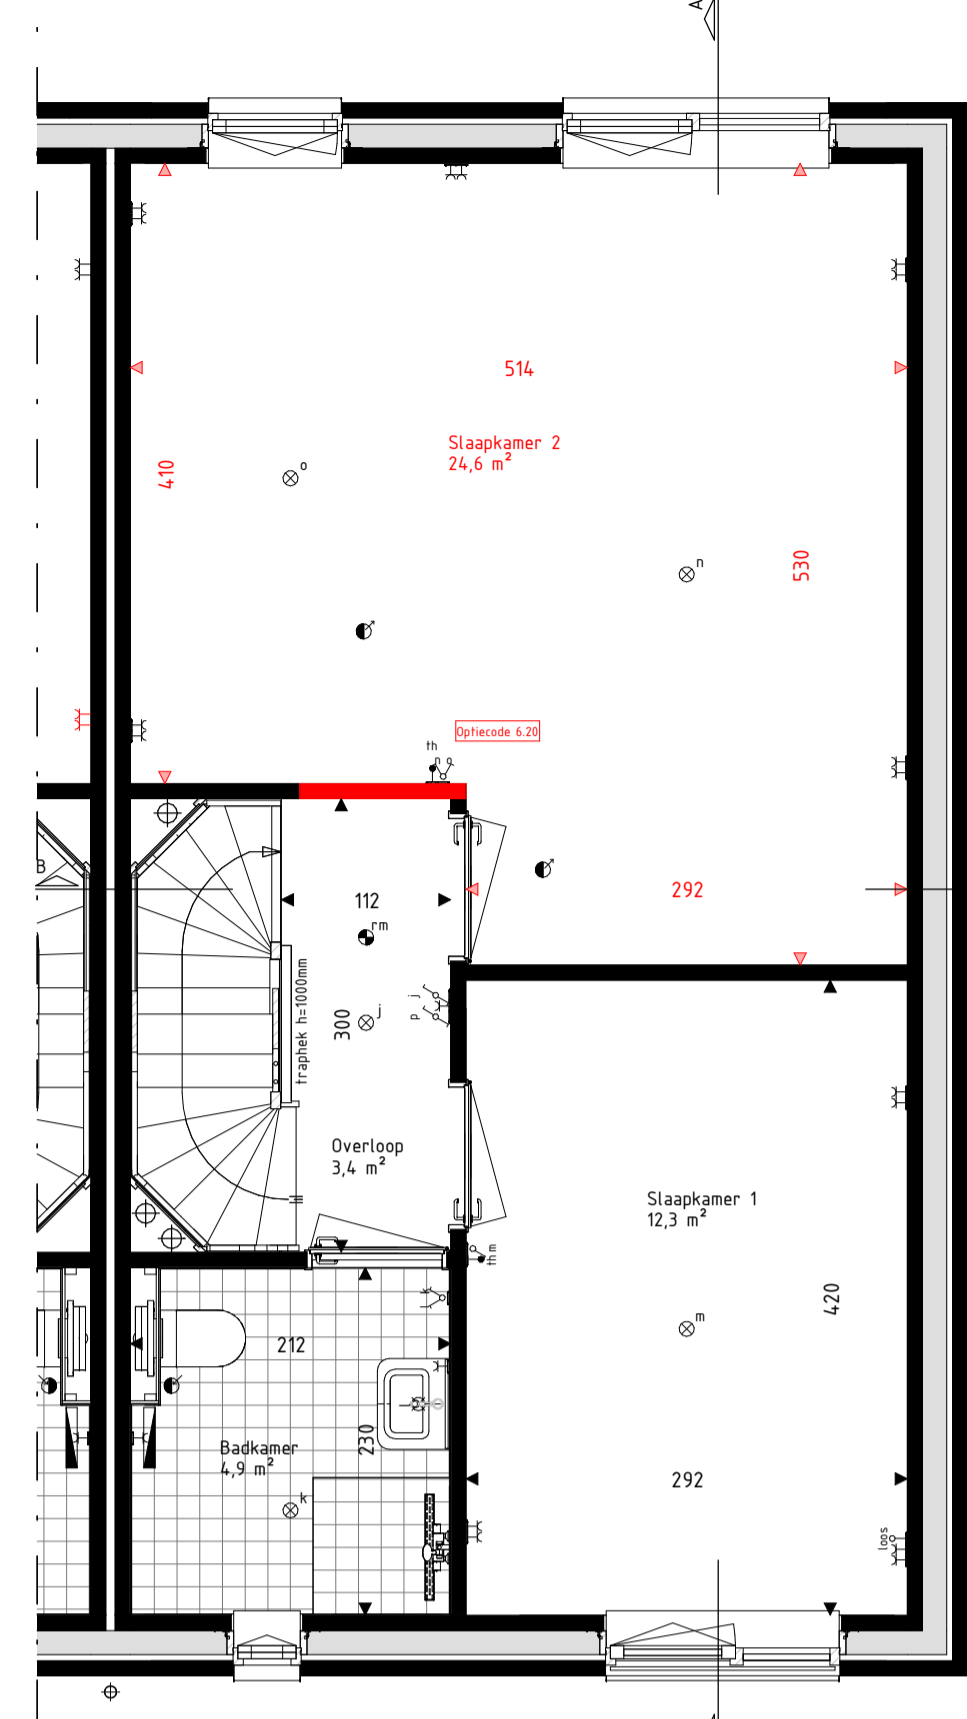 A
514
Slaapkamer 2
24,6 m²
410
o
n
530
Optiecode 6.20
th
n o
B
112
292
rm
j
p j
300
traphek h=1000mm
Overloop
3,4 m²
Slaapkamer 1
12,3 m²
thm
k
420
m
212
230
Badkamer
4,9 m²
k
292
loos